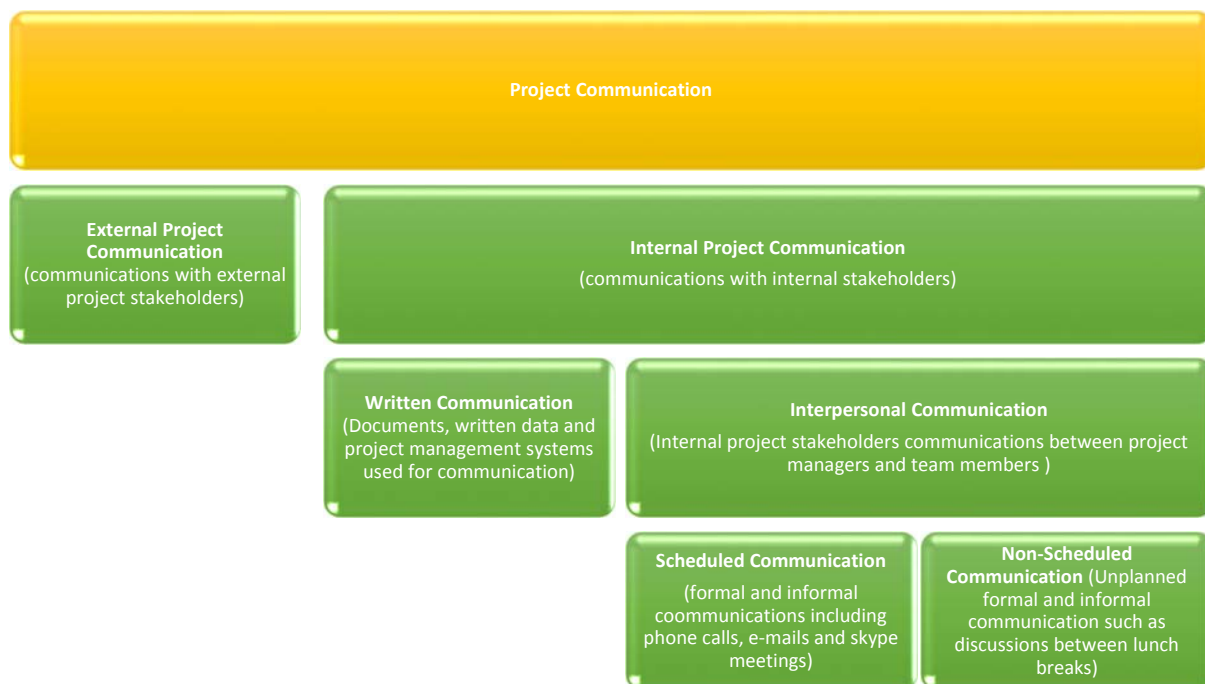 Project Communication
External Project
Communication
(communications with external
project stakeholders)
Internal Project Communication
(communications with internal stakeholders)
Written Communication
(Documents, written data and
project management systems
used for communication)
Interpersonal Communication
(Internal project stakeholders communications between project
managers and team members )
Scheduled Communication
(formal and informal
coommunications including
phone calls, e-mails and skype
meetings)
Non-Scheduled
Communication (Unplanned
formal and informal
communication such as
discussions between lunch
breaks)